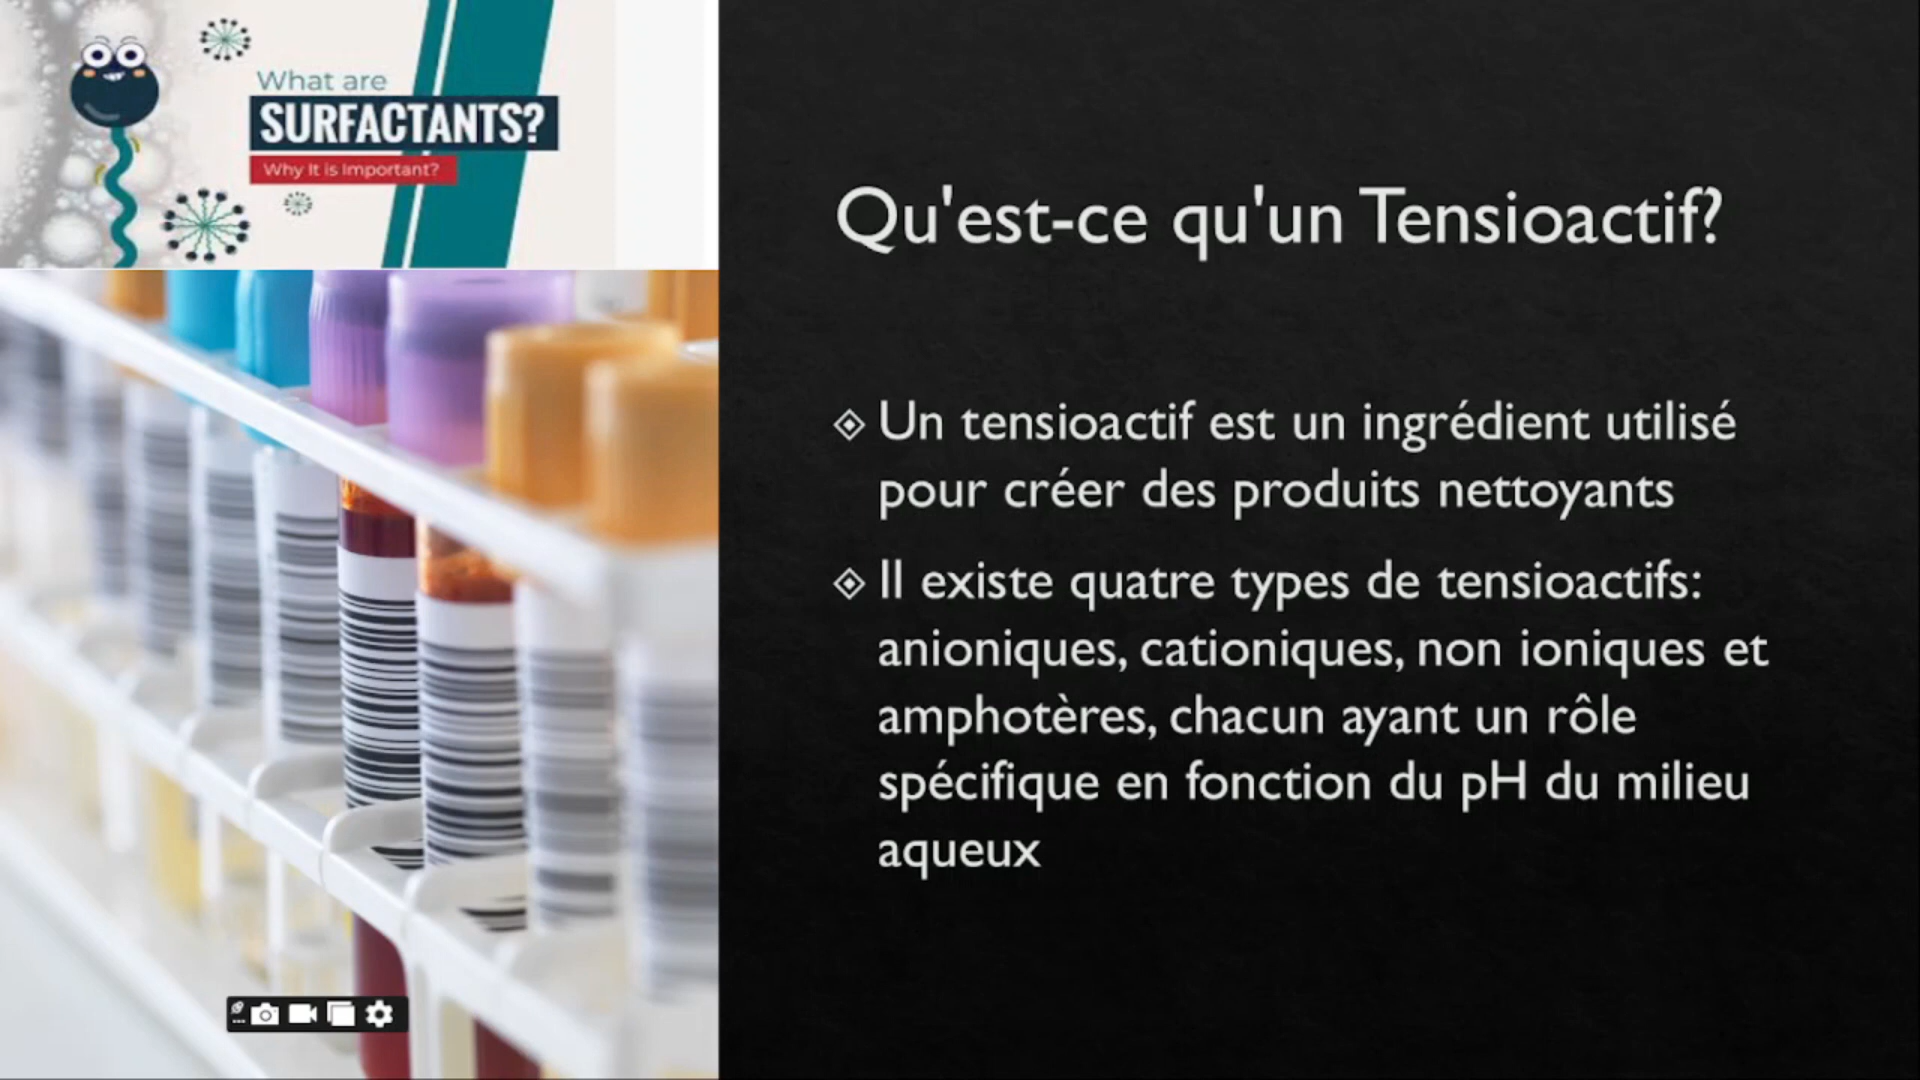 What are
SURFACTANTS?
Why It is Important?
Qu'est-ce qu'un Tensioactif?
Un tensioactif est un ingrédient utilisé
pour créer des produits nettoyants
Il existe quatre types de tensioactifs:
anioniques, cationiques, non ioniques et
amphotères, chacun ayant un rôle
spécifique en fonction du pH du milieu
aqueux